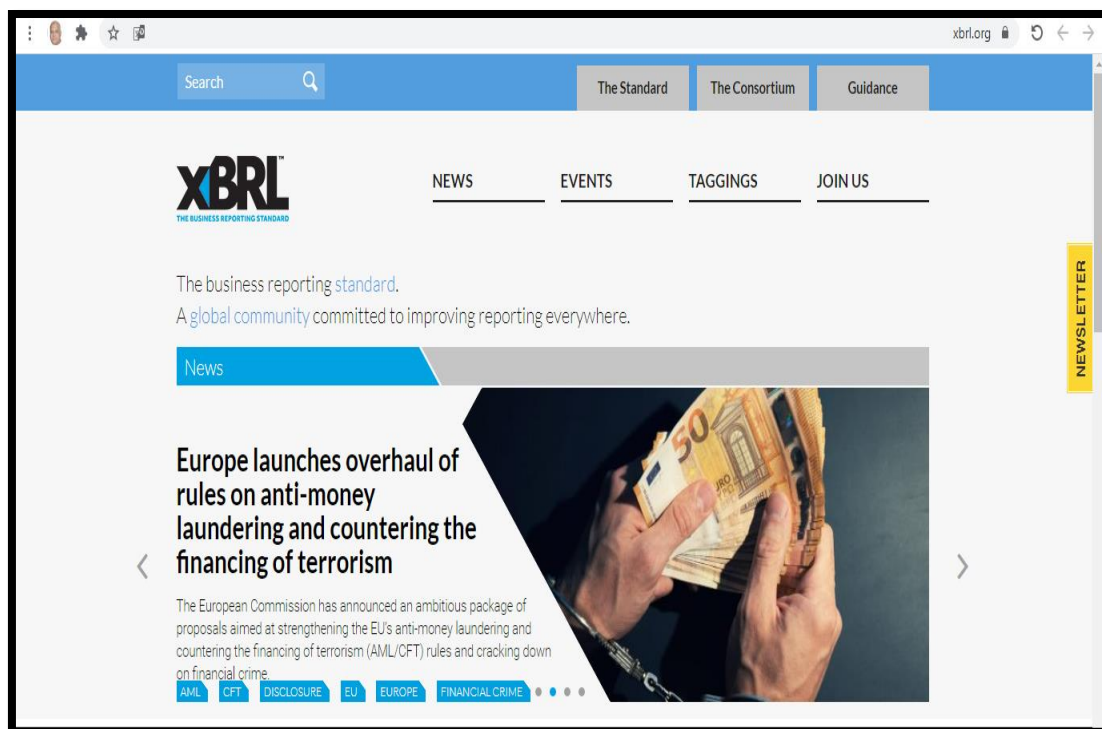 xbrl.org
Search
The Standard
The Consortium
Guidance
XBRL™
THE BUSINESS REPORTING STANDARD
NEWS
EVENTS
TAGGINGS
JOIN US
The business reporting standard.
A global community committed to improving reporting everywhere.
NEWSLETTER
News
Europe launches overhaul of
rules on anti-money
laundering and countering the
financing of terrorism
The European Commission has announced an ambitious package of
proposals aimed at strengthening the EU's anti-money laundering and
countering the financing of terrorism (AML/CFT) rules and cracking down
on financial crime.
AML
CFT
DISCLOSURE
EU
EUROPE
FINANCIAL CRIME
50
EURO